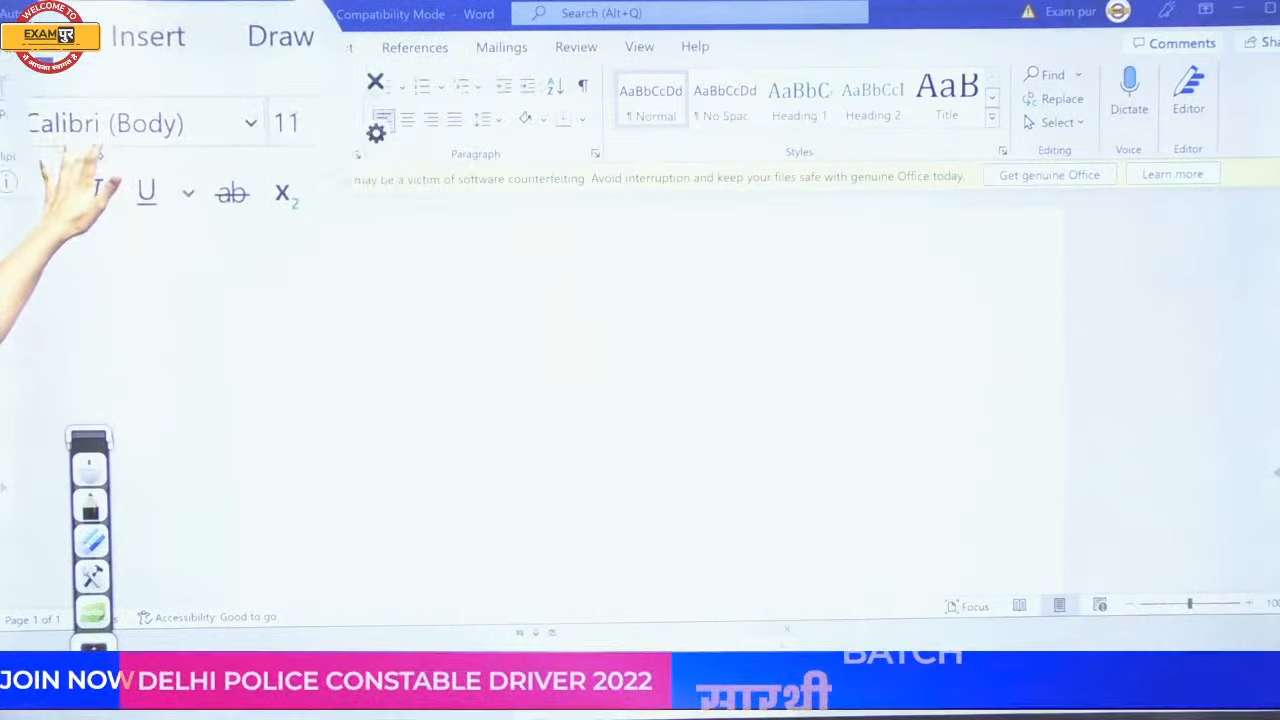 WELCOME TO
EXAM पुर
में आपका स्वागत है
Insert Draw
Compatibility Mode - Word
Search (Alt+Q)
Exam pur
References Mailings Review View Help
Comments
Calibri (Body) 11
U ab x2
Paragraph
AaBbCcDd AaBbCcDd AaBbC AaBbCcI AaB
¶ Normal Heading 1 Heading 2 Title
Styles
Find
Replace
Select
Editing
Dictate
Voice
Editor
Editor
may be a victim of software counterfeiting. Avoid interruption and keep your files safe with genuine Office today.
Get genuine Office Learn more
Page 1 of 1
Accessibility: Good to go
Focus
JOIN NOW DELHI POLICE CONSTABLE DRIVER 2022
BATCH
सारथी